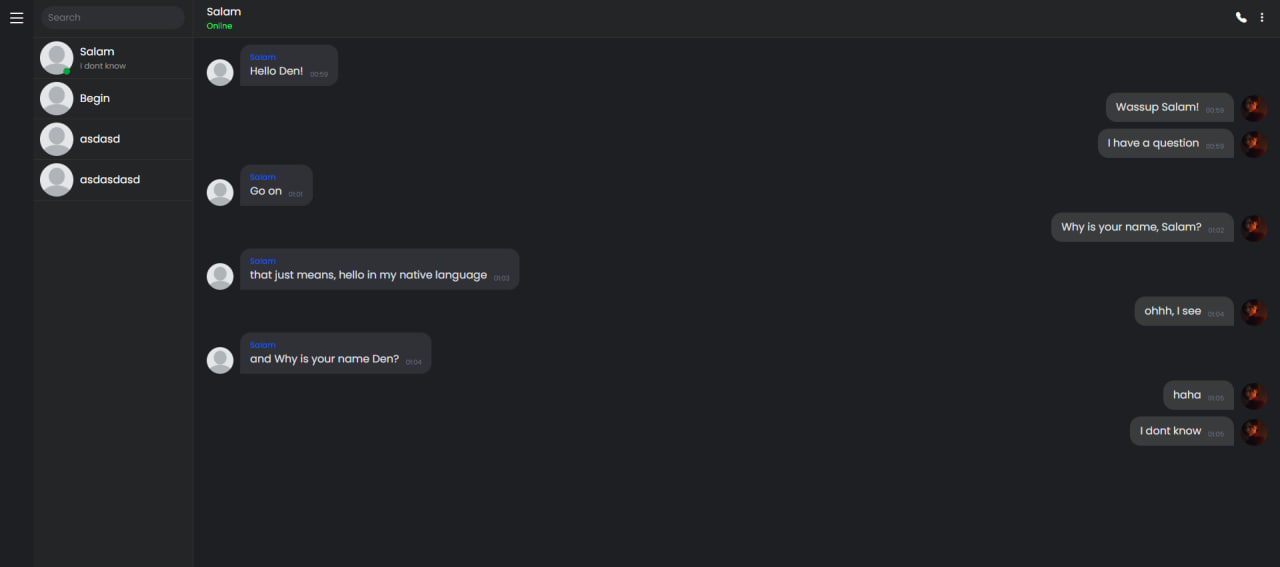 Search
Salam
I dont know
Begin
asdasd
asdasdasd
Salam
Online
Salam
Hello Den! 00:59
Wassup Salam! 00:59
I have a question 00:59
Salam
Go on 01:01
Why is your name, Salam? 01:02
Salam
that just means, hello in my native language 01:03
ohhh, I see 01:04
Salam
and Why is your name Den? 01:04
haha 01:05
I dont know 01:05